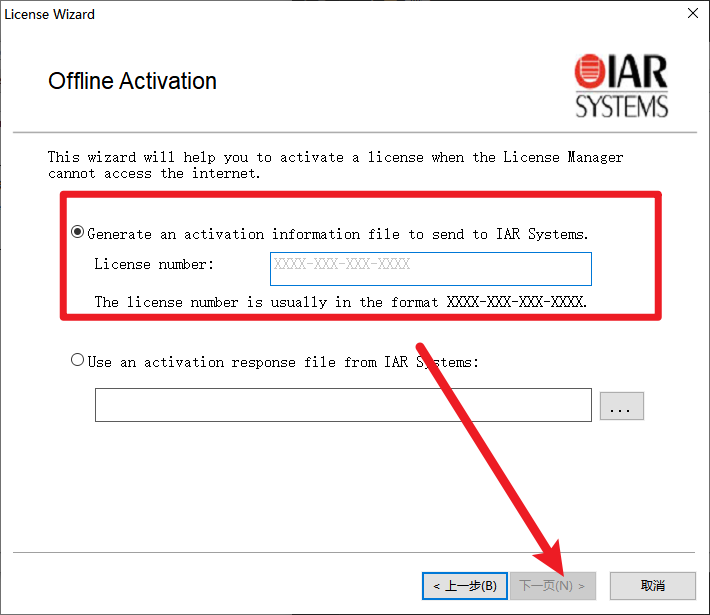 License Wizard
Offline Activation
IAR
SYSTEMS
This wizard will help you to activate a license when the License Manager
cannot access the internet.
Generate an activation information file to send to IAR Systems.
License number:
XXXX-XXX-XXX-XXXX
The license number is usually in the format XXXX-XXX-XXX-XXXX.
Use an activation response file from IAR Systems:
...
< 上一步(B)
下一页(N) >
取消